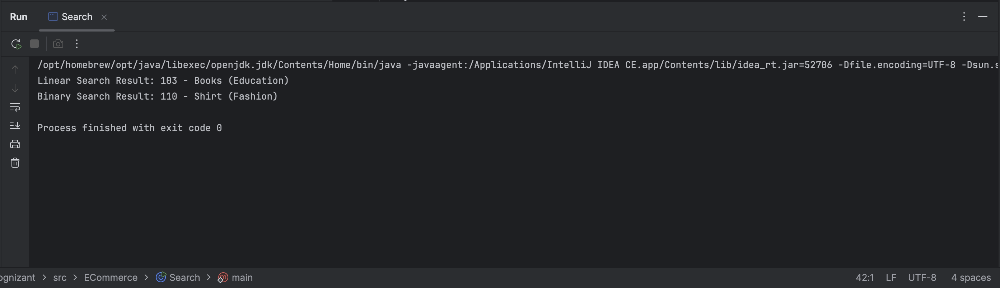 Run Search
/opt/homebrew/opt/java/libexec/openjdk.jdk/Contents/Home/bin/java -javaagent:/Applications/IntelliJ IDEA CE.app/Contents/lib/idea_rt.jar=52706 -Dfile.encoding=UTF-8 -Dsun.s
Linear Search Result: 103 - Books (Education)
Binary Search Result: 110 - Shirt (Fashion)
Process finished with exit code 0
ognizant > src > ECommerce > Search > main 42:1 LF UTF-8 4 spaces